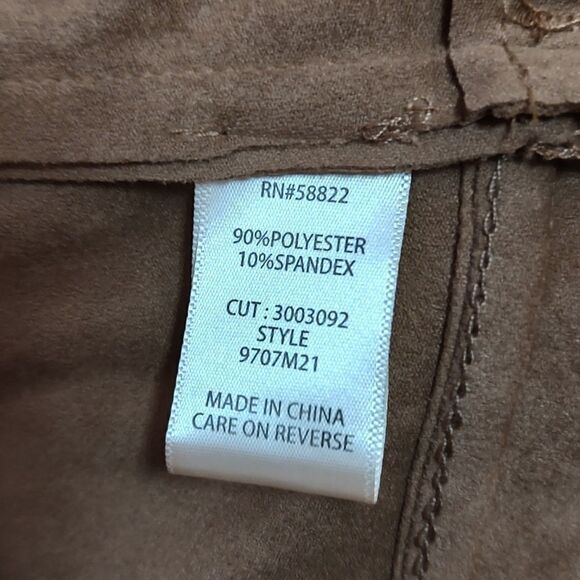 RN#58822
90%POLYESTER
10%SPANDEX
CUT : 3003092
STYLE
9707M21
MADE IN CHINA
CARE ON REVERSE